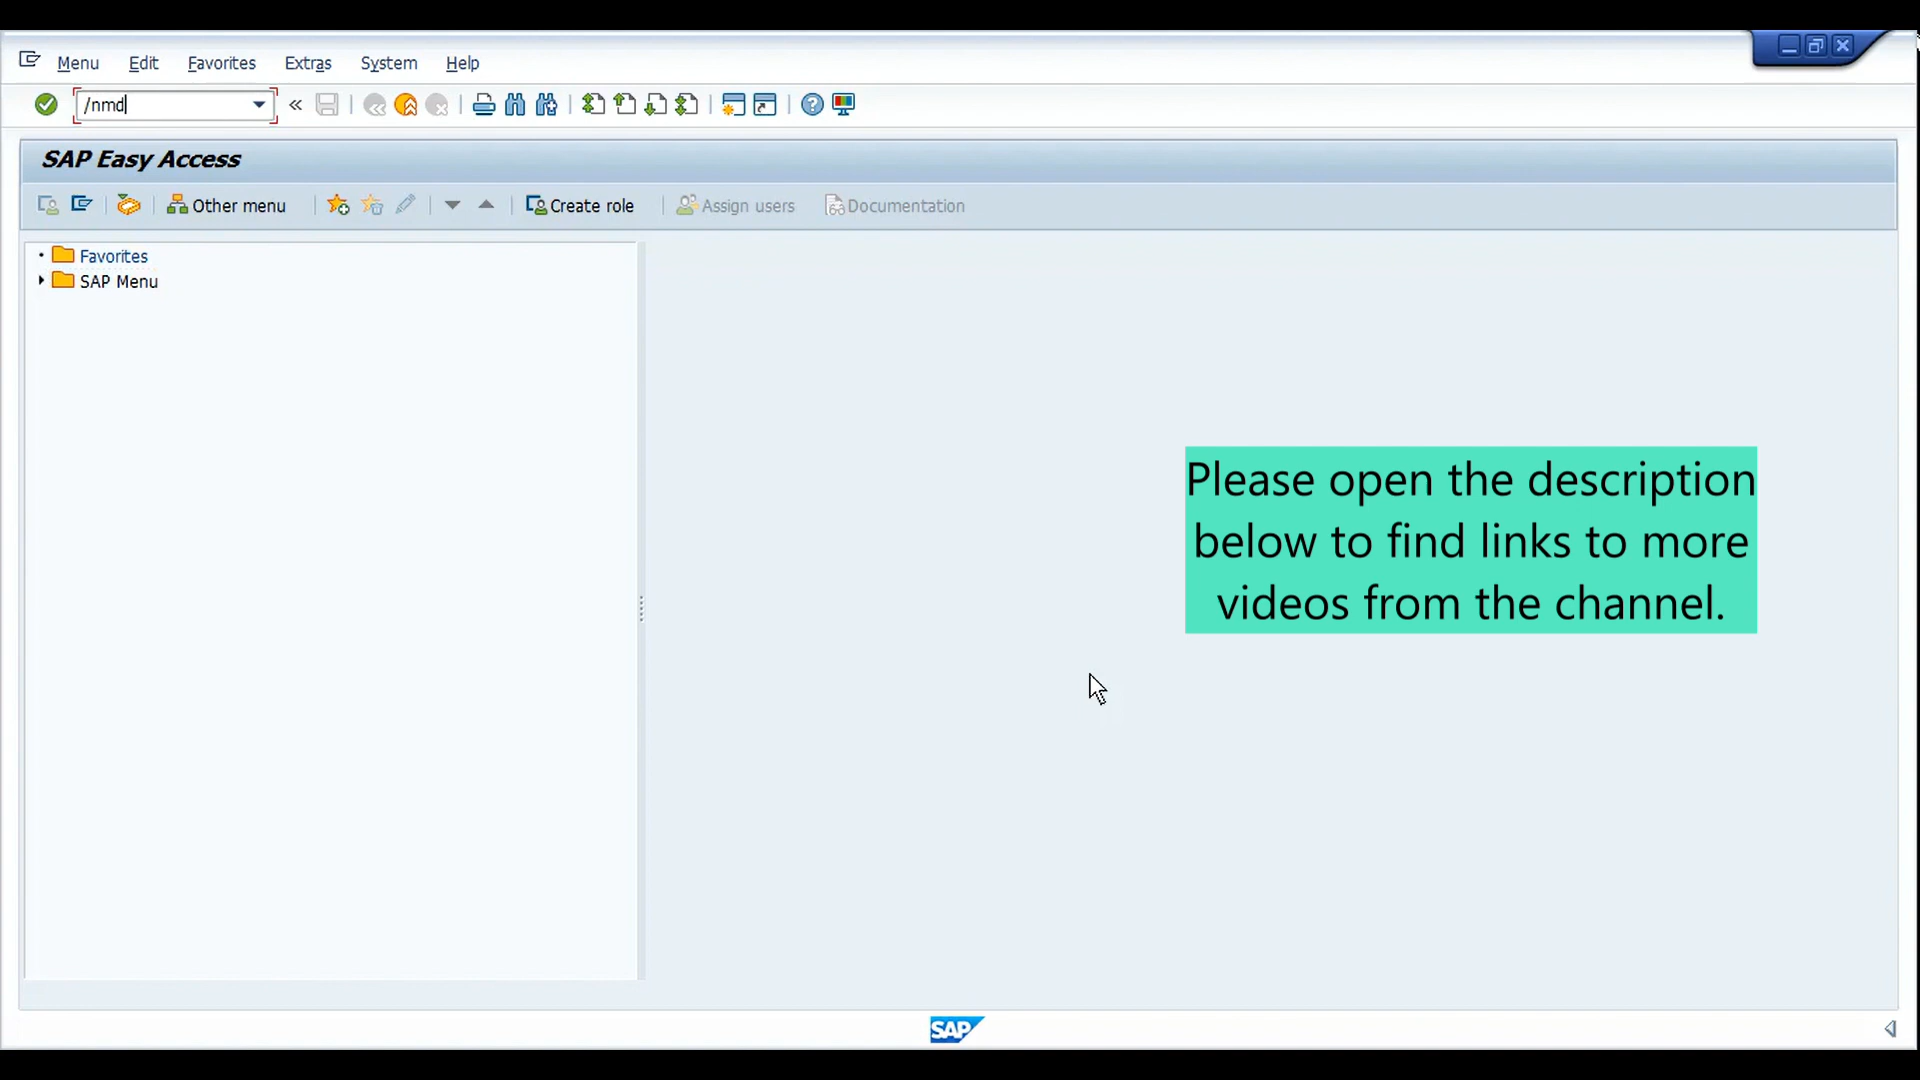 Menu Edit Favorites Extras System Help
/nmd
SAP Easy Access
Other menu Create role Assign users Documentation
Favorites
SAP Menu
Please open the description
below to find links to more
videos from the channel.
SAP